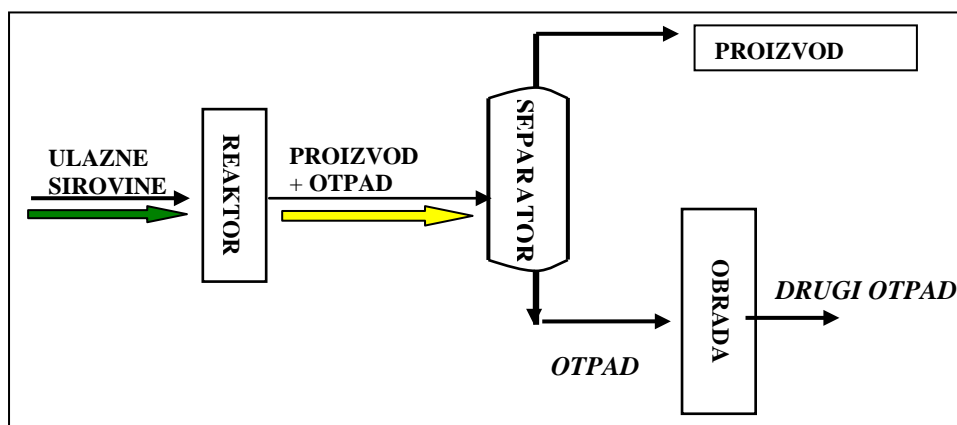 ULAZNE
SIROVINE
REAKTOR
PROIZVOD
+ OTPAD
SEPARATOR
PROIZVOD
OTPAD
OBRADA
DRUGI OTPAD